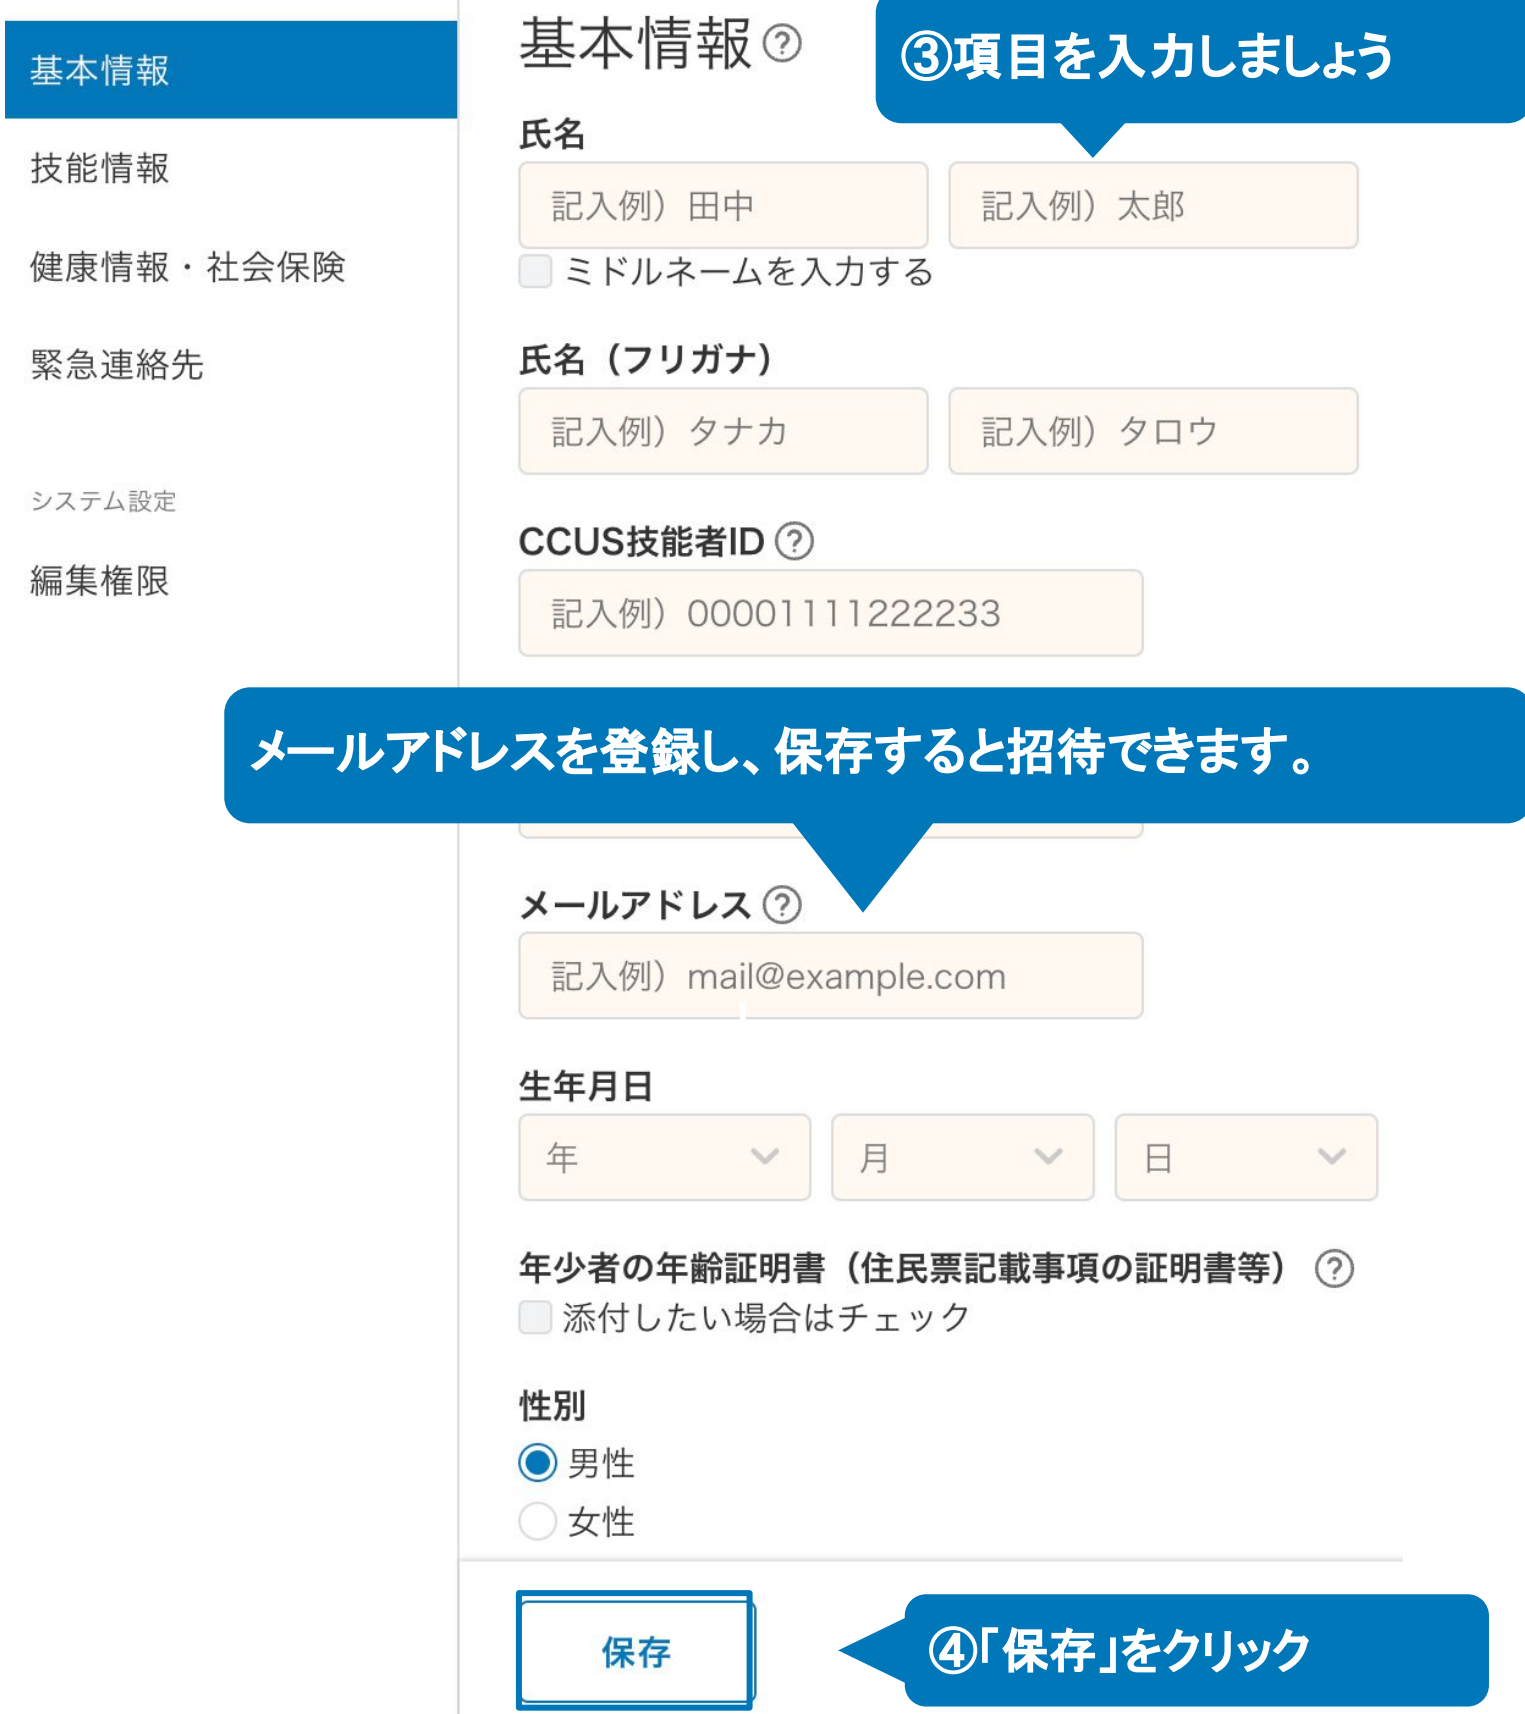 基本情報
技能情報
健康情報・社会保険
緊急連絡先
システム設定
編集権限
基本情報?
③項目を入力しましょう
氏名
記入例）田中
記入例）太郎
ミドルネームを入力する
氏名（フリガナ）
記入例）タナカ
記入例）タロウ
CCUS技能者ID?
記入例）00001111222233
メールアドレスを登録し、保存すると招待できます。
メールアドレス?
記入例）mail@example.com
生年月日
年
月
日
年少者の年齢証明書（住民票記載事項の証明書等）?
添付したい場合はチェック
性別
男性
女性
保存
④「保存」をクリック